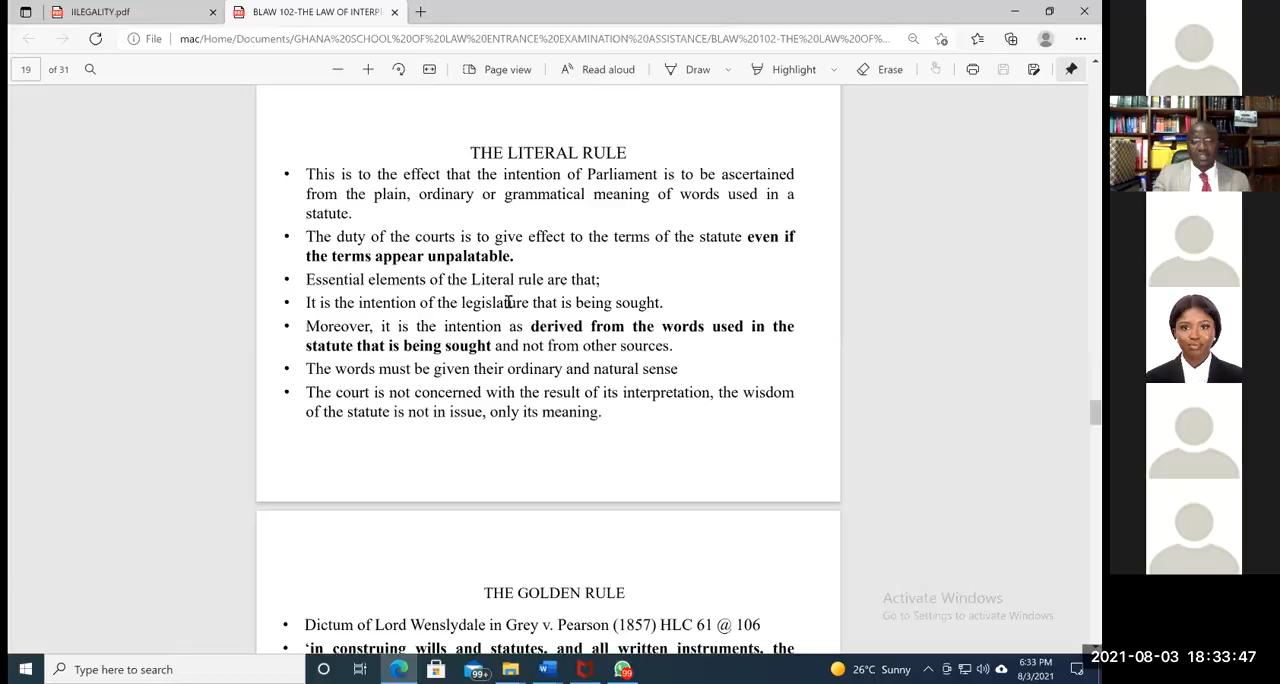 IILEGALITY.pdf
BLAW 102-THE LAW OF INTERPR
File
mac/Home/Documents/GHANA%20SCHOOL%20OF%20LAW%20ENTRANCE%20EXAMINATION%20ASSISTANCE/BLAW%20102-THE%20LAW%20OF%...
19 of 31
Page view
Read aloud
Draw
Highlight
Erase
THE LITERAL RULE
• This is to the effect that the intention of Parliament is to be ascertained
from the plain, ordinary or grammatical meaning of words used in a
statute.
• The duty of the courts is to give effect to the terms of the statute even if
the terms appear unpalatable.
• Essential elements of the Literal rule are that;
• It is the intention of the legislature that is being sought.
• Moreover, it is the intention as derived from the words used in the
statute that is being sought and not from other sources.
• The words must be given their ordinary and natural sense
• The court is not concerned with the result of its interpretation, the wisdom
of the statute is not in issue, only its meaning.
THE GOLDEN RULE
• Dictum of Lord Wenslydale in Grey v. Pearson (1857) HLC 61 @ 106
• 'in construing wills and statutes, and all written instruments, the
Activate Windows
Go to Settings to activate Windows.
Type here to search
99+
99
26°C Sunny
6:33 PM
8/3/2021
2021-08-03 18:33:47